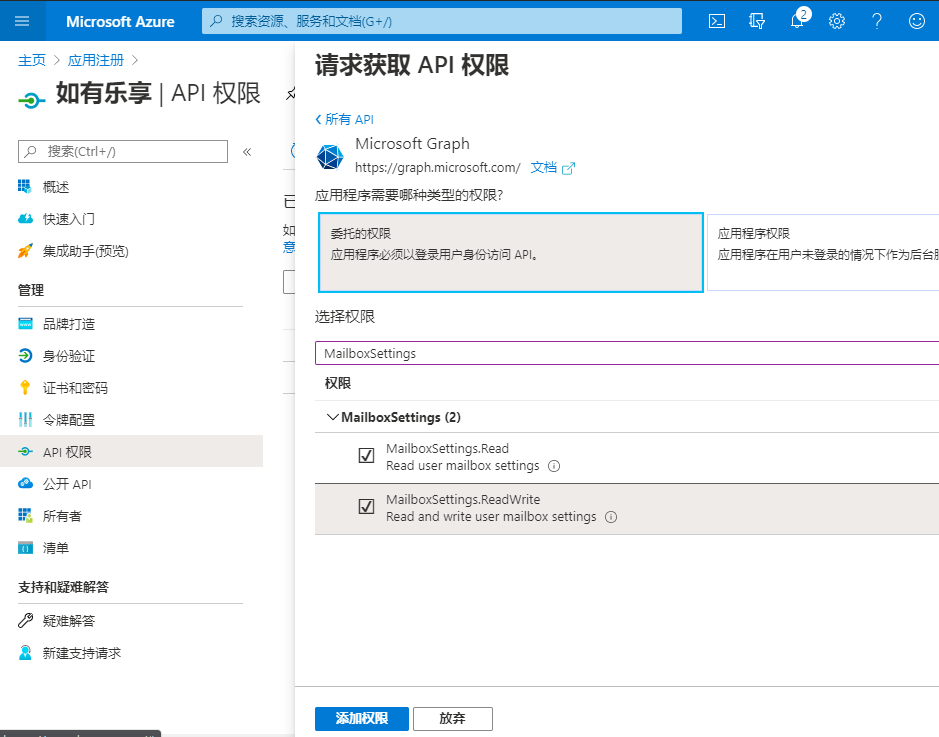 Microsoft Azure
搜索资源、服务和文档(G+/)
2
主页 > 应用注册 >
如有乐享 | API 权限
搜索(Ctrl+/)
«
概述
快速入门
集成助手(预览)
管理
品牌打造
身份验证
证书和密码
令牌配置
API 权限
公开 API
所有者
清单
支持和疑难解答
疑难解答
新建支持请求
如
意
请求获取 API 权限
所有 API
Microsoft Graph
https://graph.microsoft.com/ 文档
应用程序需要哪种类型的权限?
委托的权限
应用程序必须以登录用户身份访问 API。
应用程序权限
应用程序在用户未登录的情况下作为后台
选择权限
MailboxSettings
权限
MailboxSettings (2)
MailboxSettings.Read
Read user mailbox settings
MailboxSettings.ReadWrite
Read and write user mailbox settings
添加权限
放弃